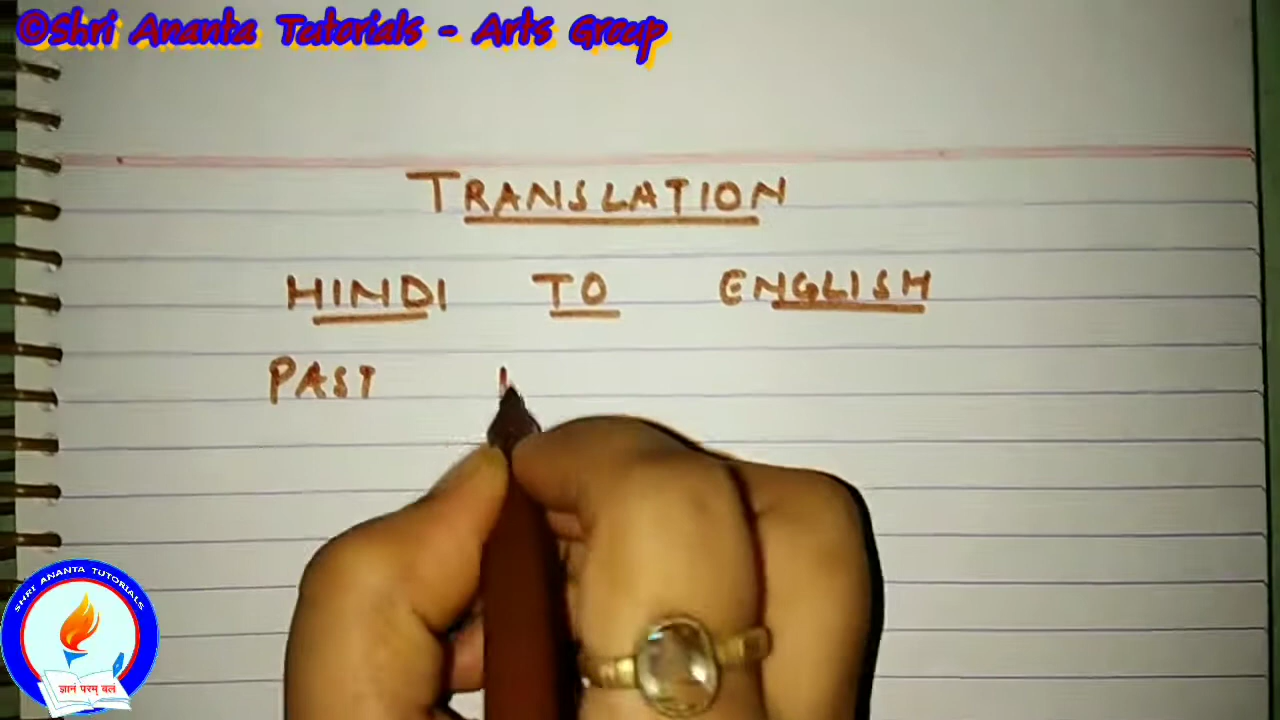 ©Shri Ananta Tutorials - Arts Group
TRANSLATION
HINDI TO ENGLISH
PAST
SHRI ANANTA TUTORIALS
ज्ञानं परमं बलं